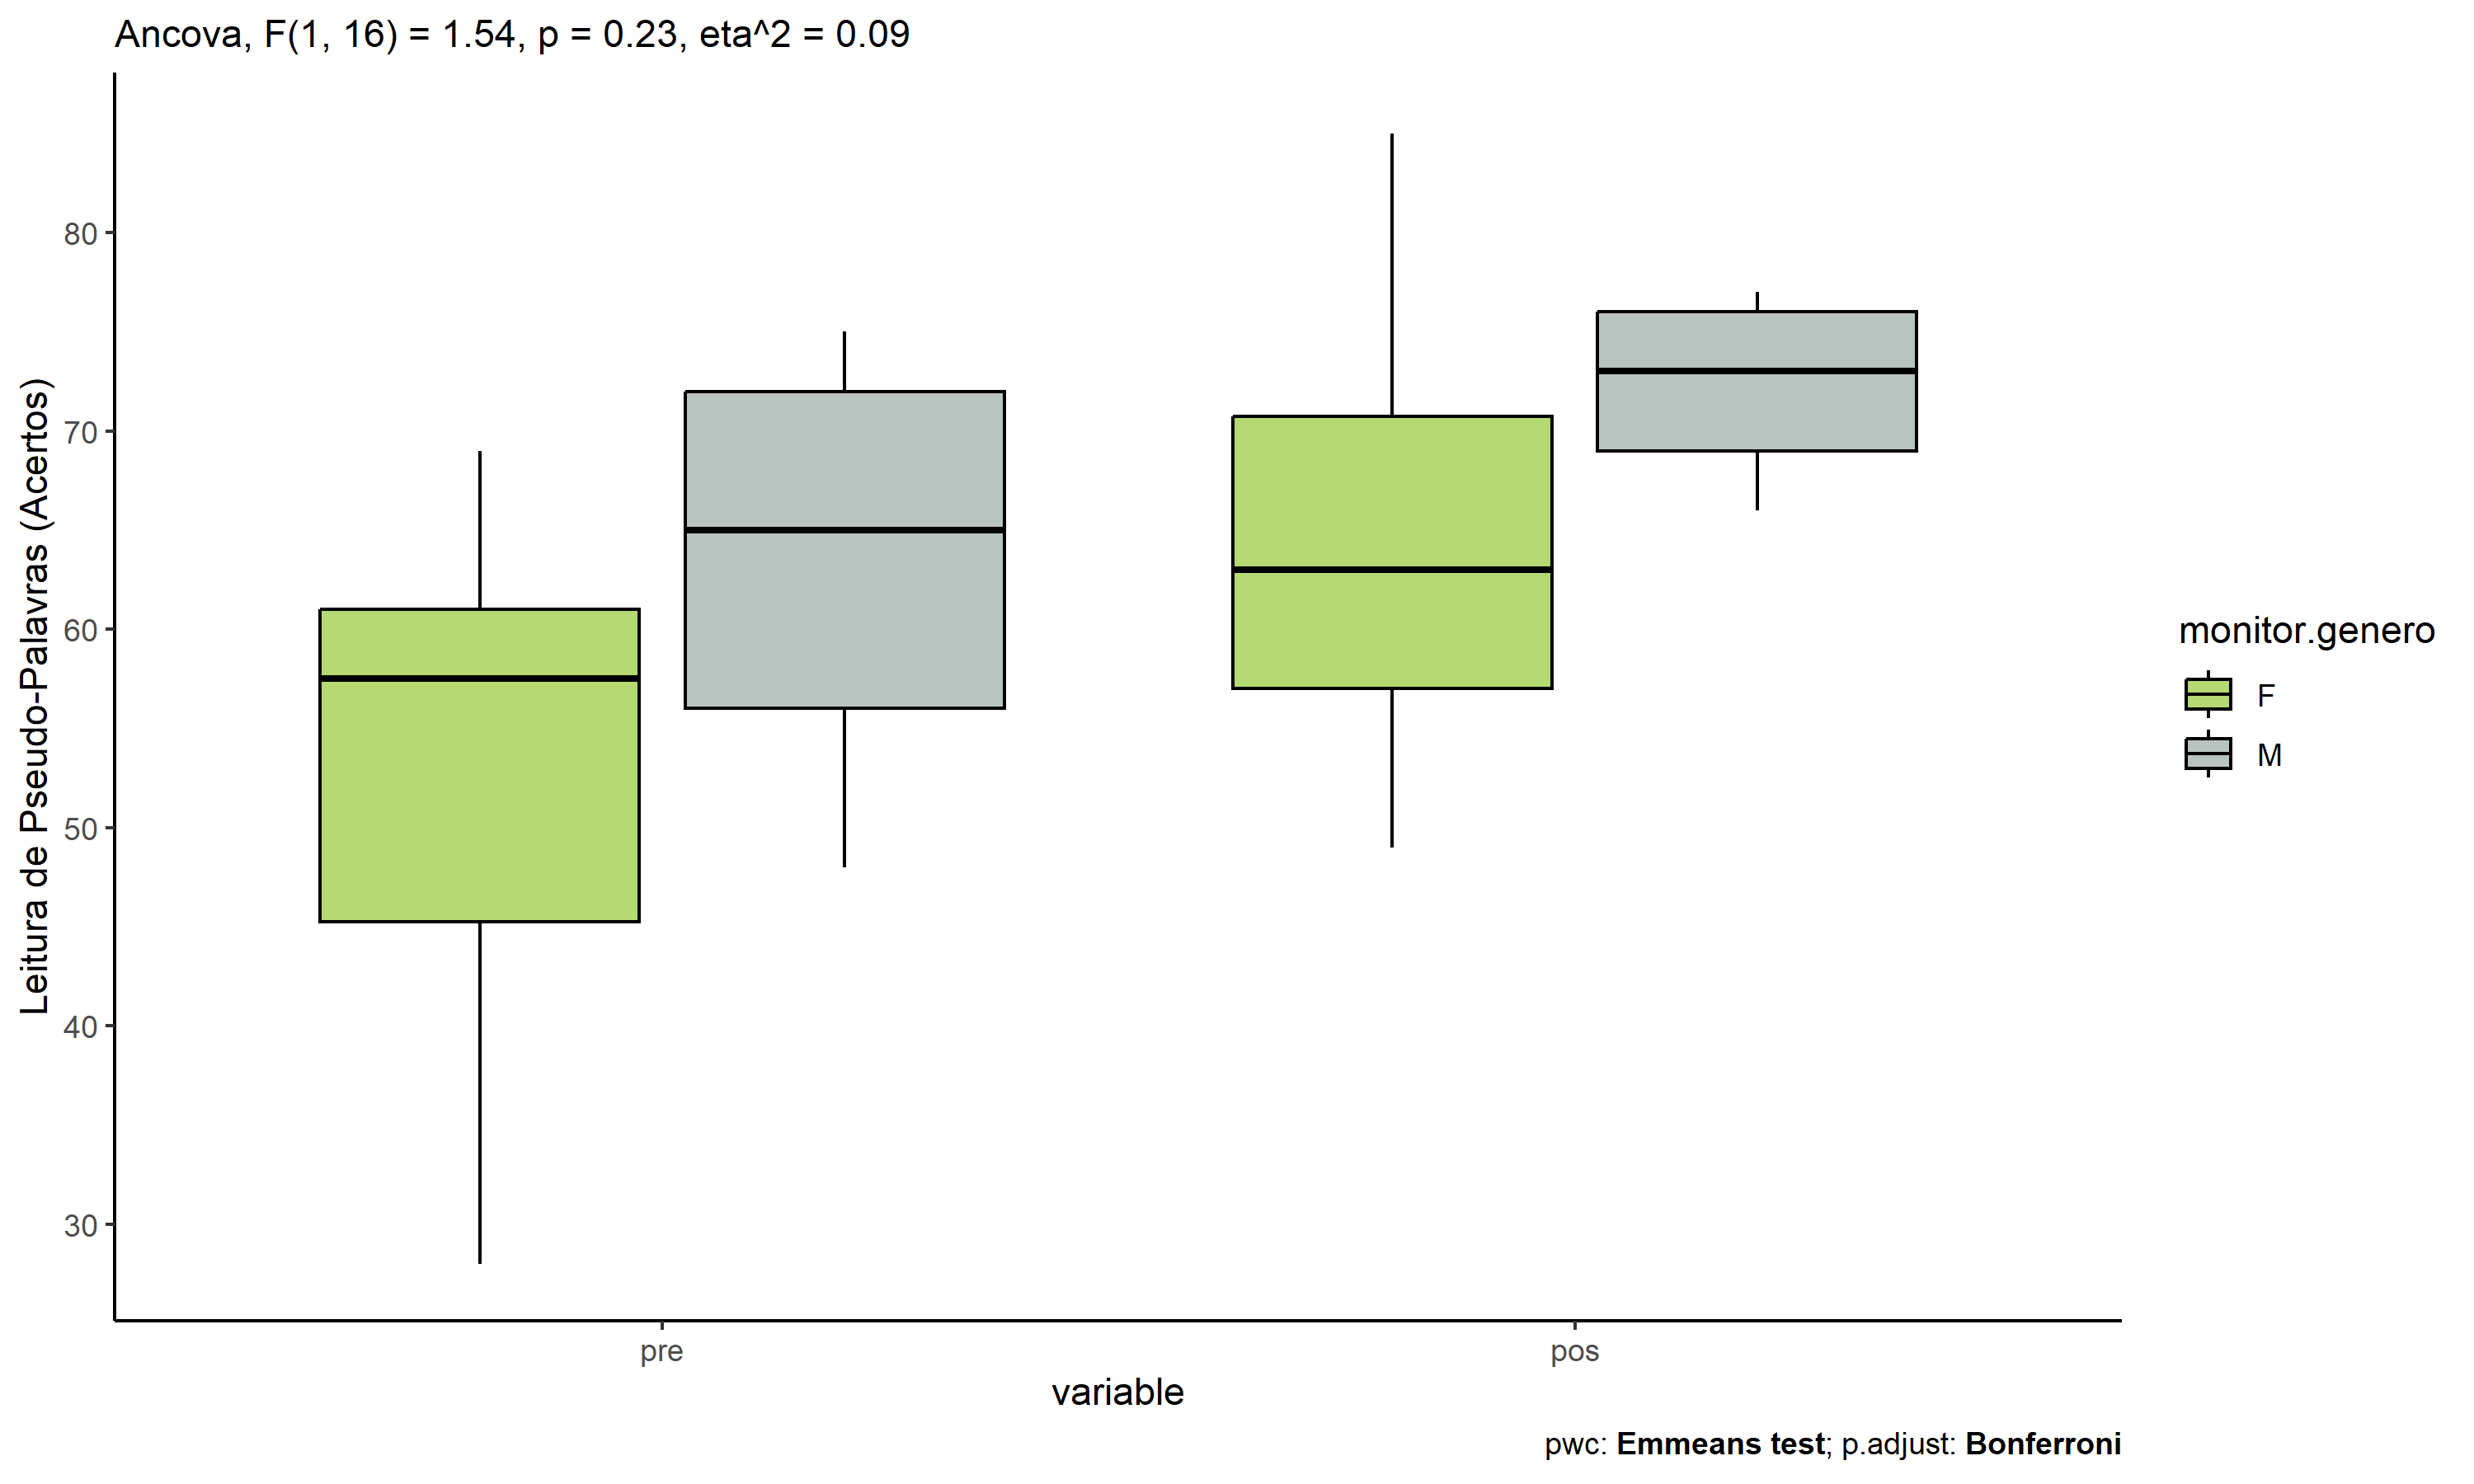 Ancova, F(1, 16) = 1.54, p = 0.23, eta^2 = 0.09
Leitura de Pseudo-Palavras (Acertos)
80
70
60
50
40
30
pre
pos
variable
monitor.genero
F
M
pwc: Emmeans test; p.adjust: Bonferroni